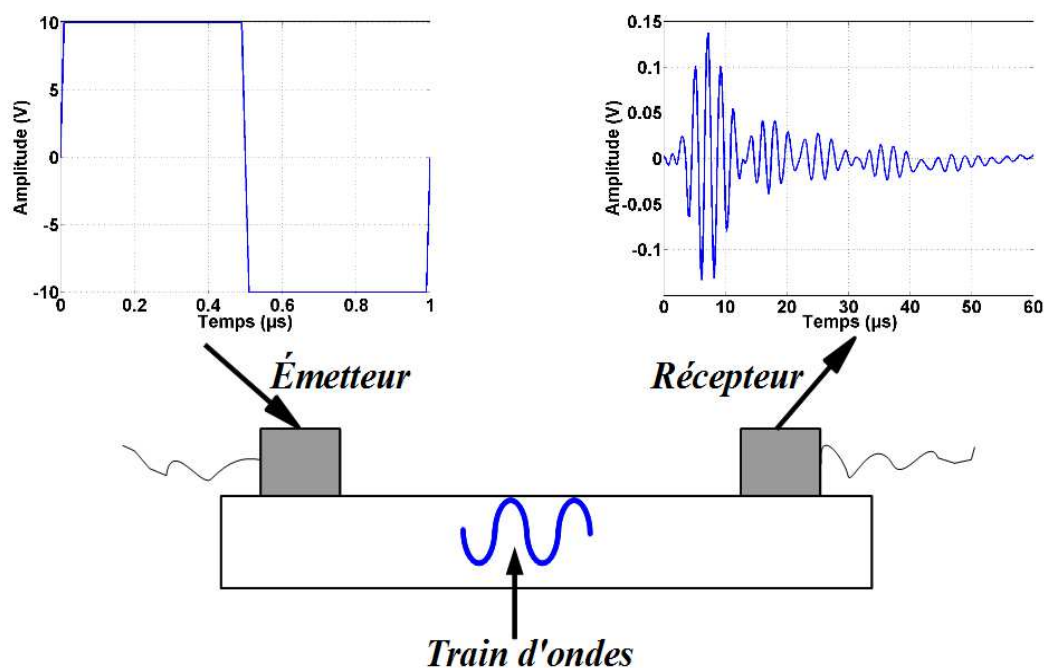 10
5
0
-5
-10
Amplitude (V)
0 0.2 0.4 0.6 0.8 1
Temps (µs)
0.15
0.1
0.05
0
-0.05
-0.1
Amplitude (V)
0 10 20 30 40 50 60
Temps (µs)
Émetteur
Récepteur
Train d'ondes